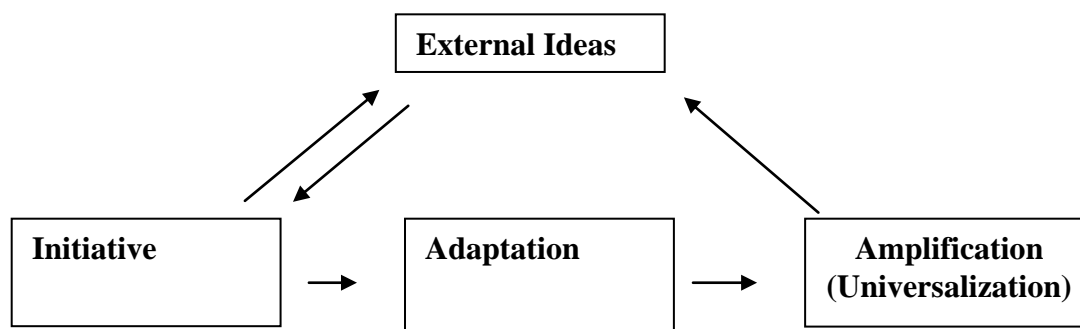 External Ideas
Initiative
Adaptation
Amplification
(Universalization)